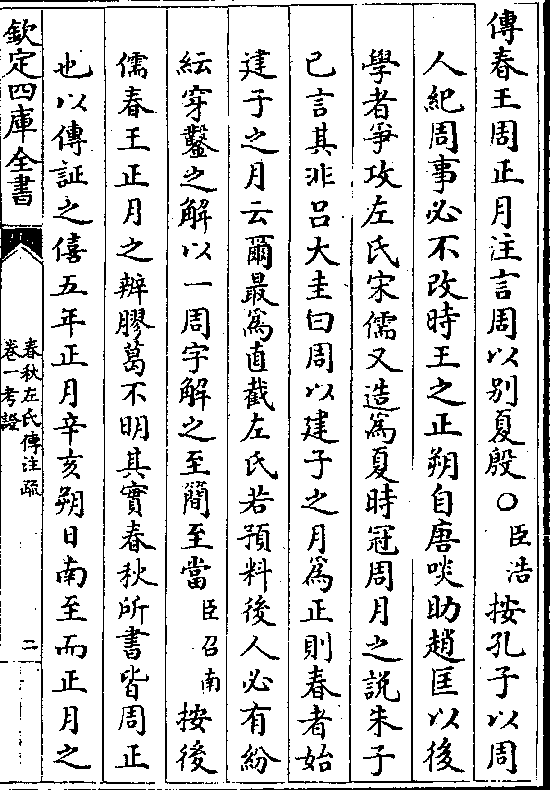 傳春王周正月注言周以别夏殷○臣浩按孔子以周
人紀周事必不改時王之正朔自唐啖助趙匡以後
學者爭攻左氏宋儒又造爲夏時冠周月之說朱子
已言其非吕大圭曰周以建子之月爲正則春者始
建子之月云爾最爲直截左氏若預料後人必有紛
紜穿鑿之解以一周字解之至簡至當臣召南按後
儒春王正月之辨膠葛不明其實春秋所書皆周正
也以傳証之僖五年正月辛亥朔日南至而正月之
欽定四庫全書
春秋左氏傳注疏
卷一考證
二